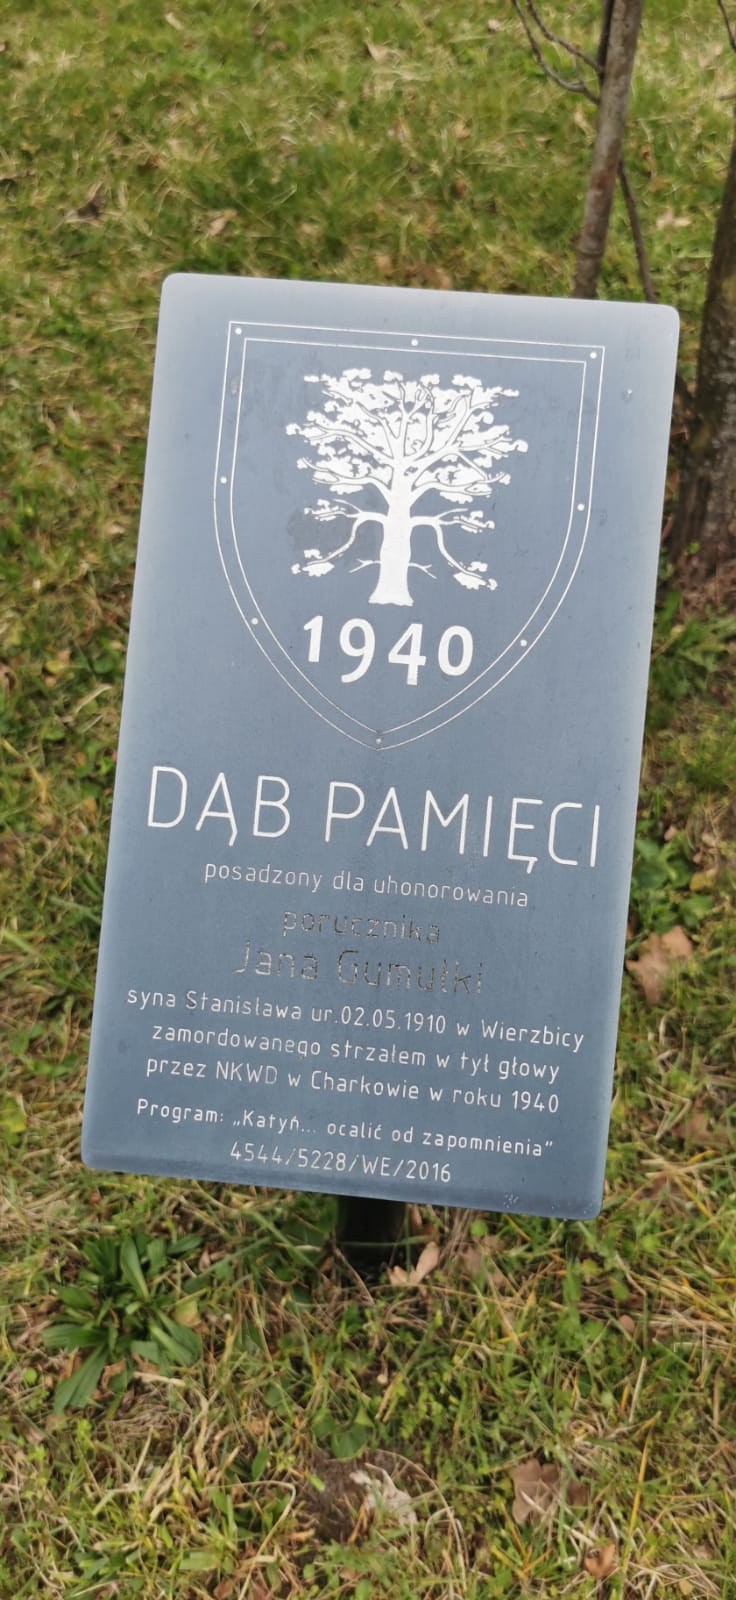 1940
DĄB PAMIĘCI
posadzony dla uhonorowania
porucznika
Jana Gumułki
syna Stanisława ur.02.05.1910 w Wierzbicy
zamordowanego strzałem w tył głowy
przez NKWD w Charkowie w roku 1940
Program: „Katyń... ocalić od zapomnienia”
4544/5228/WE/2016